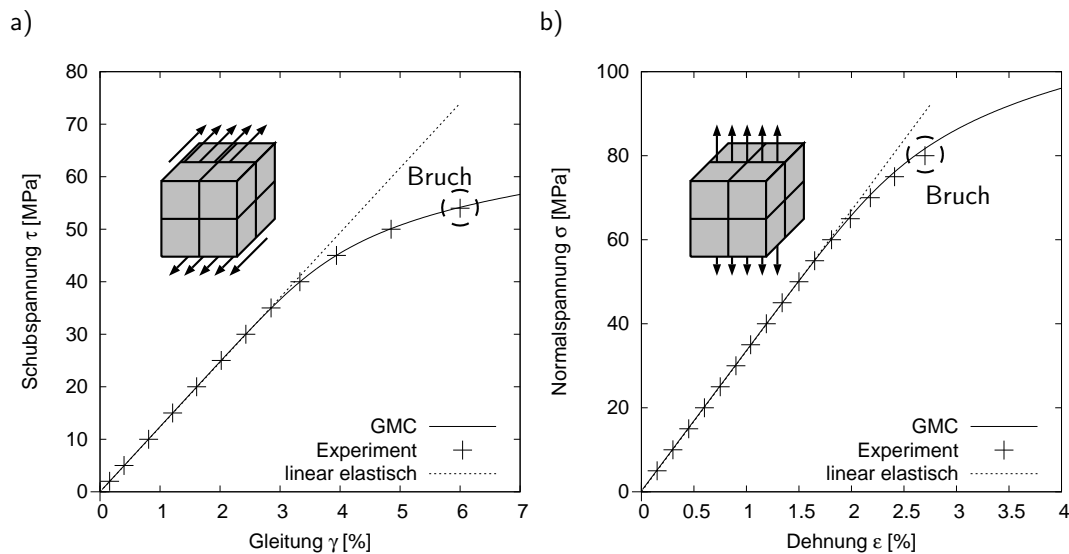 a)
80
70
60
50
40
30
20
10
0
Schubspannung τ [MPa]
Bruch
GMC
Experiment
linear elastisch
0 1 2 3 4 5 6 7
Gleitung γ [%]
b)
100
80
60
40
20
0
Normalspannung σ [MPa]
Bruch
GMC
Experiment
linear elastisch
0 0.5 1 1.5 2 2.5 3 3.5 4
Dehnung ε [%]